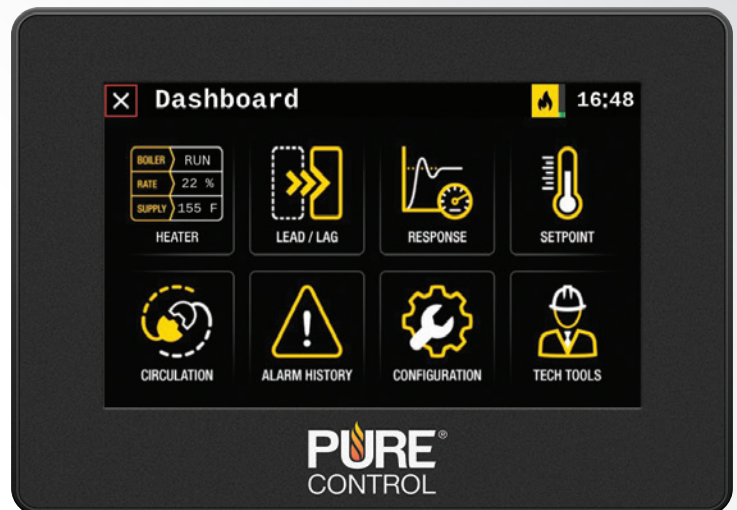 Dashboard 16:48
BOILER RUN
RATE 22 %
SUPPLY 155 F
HEATER
LEAD / LAG
RESPONSE
SETPOINT
CIRCULATION
ALARM HISTORY
CONFIGURATION
TECH TOOLS
PURE®
CONTROL